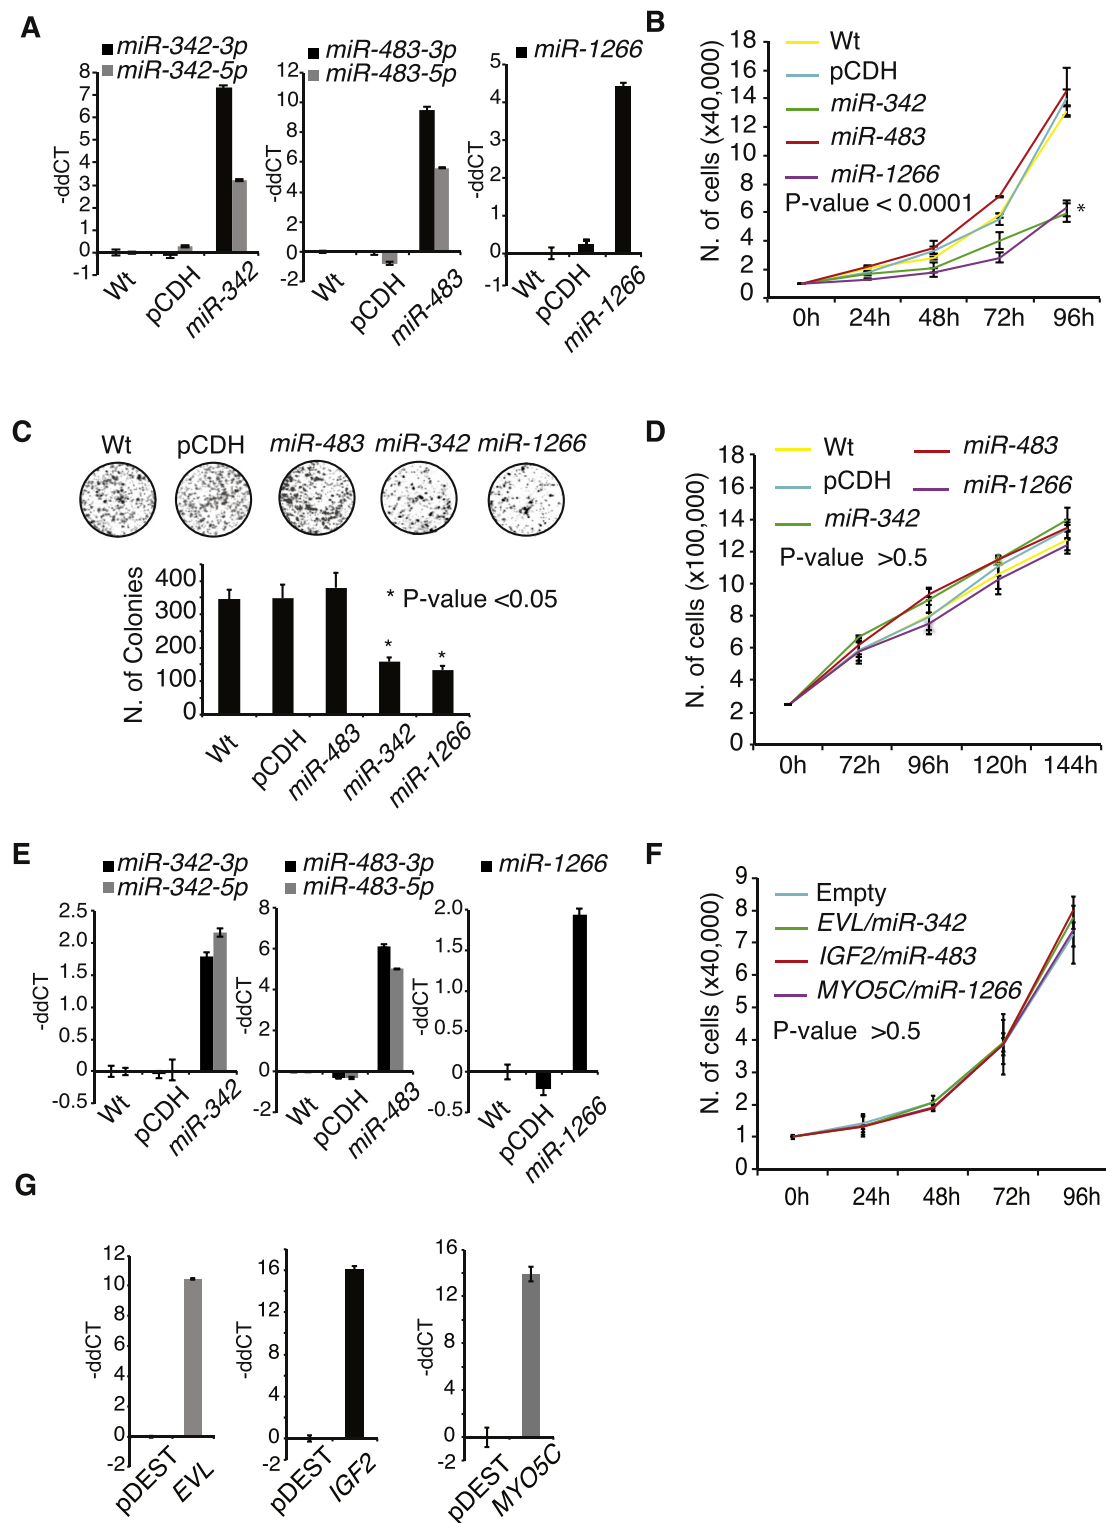 A
miR-342-3p
miR-342-5p
-ddCT
8
7
6
5
4
3
2
1
0
-1
Wt
pCDH
miR-342
miR-483-3p
miR-483-5p
-ddCT
12
10
8
6
4
2
0
-2
Wt
pCDH
miR-483
miR-1266
-ddCT
5
4
3
2
1
0
-1
Wt
pCDH
miR-1266
B
N. of cells (x40,000)
18
16
14
12
10
8
6
4
2
0
Wt
pCDH
miR-342
miR-483
miR-1266
P-value < 0.0001
*
0h 24h 48h 72h 96h
C
Wt pCDH miR-483 miR-342 miR-1266
N. of Colonies
400
300
200
100
0
* P-value <0.05
* *
Wt
pCDH
miR-483
miR-342
miR-1266
D
N. of cells (x100,000)
18
16
14
12
10
8
6
4
2
0
Wt
pCDH
miR-342
miR-483
miR-1266
P-value >0.5
0h 72h 96h 120h 144h
E
miR-342-3p
miR-342-5p
-ddCT
2.5
2.0
1.5
1.0
0.5
0
-0.5
Wt
pCDH
miR-342
miR-483-3p
miR-483-5p
-ddCT
8
6
4
2
0
-2
Wt
pCDH
miR-483
miR-1266
-ddCT
2.0
1.5
1.0
0.5
0
-0.5
Wt
pCDH
miR-1266
F
N. of cells (x40,000)
9
8
7
6
5
4
3
2
1
0
Empty
EVL/miR-342
IGF2/miR-483
MYO5C/miR-1266
P-value >0.5
0h 24h 48h 72h 96h
G
-ddCT
12
10
8
6
4
2
0
-2
pDEST
EVL
-ddCT
16
12
8
4
0
-2
pDEST
IGF2
-ddCT
16
12
8
4
0
-2
pDEST
MYO5C